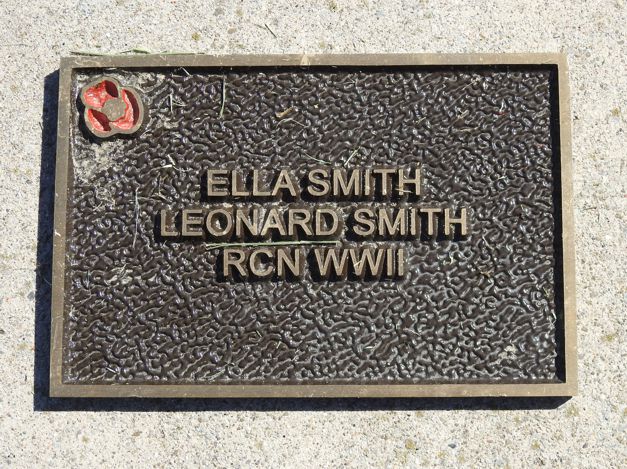 ELLA SMITH
LEONARD SMITH
RCN WWII